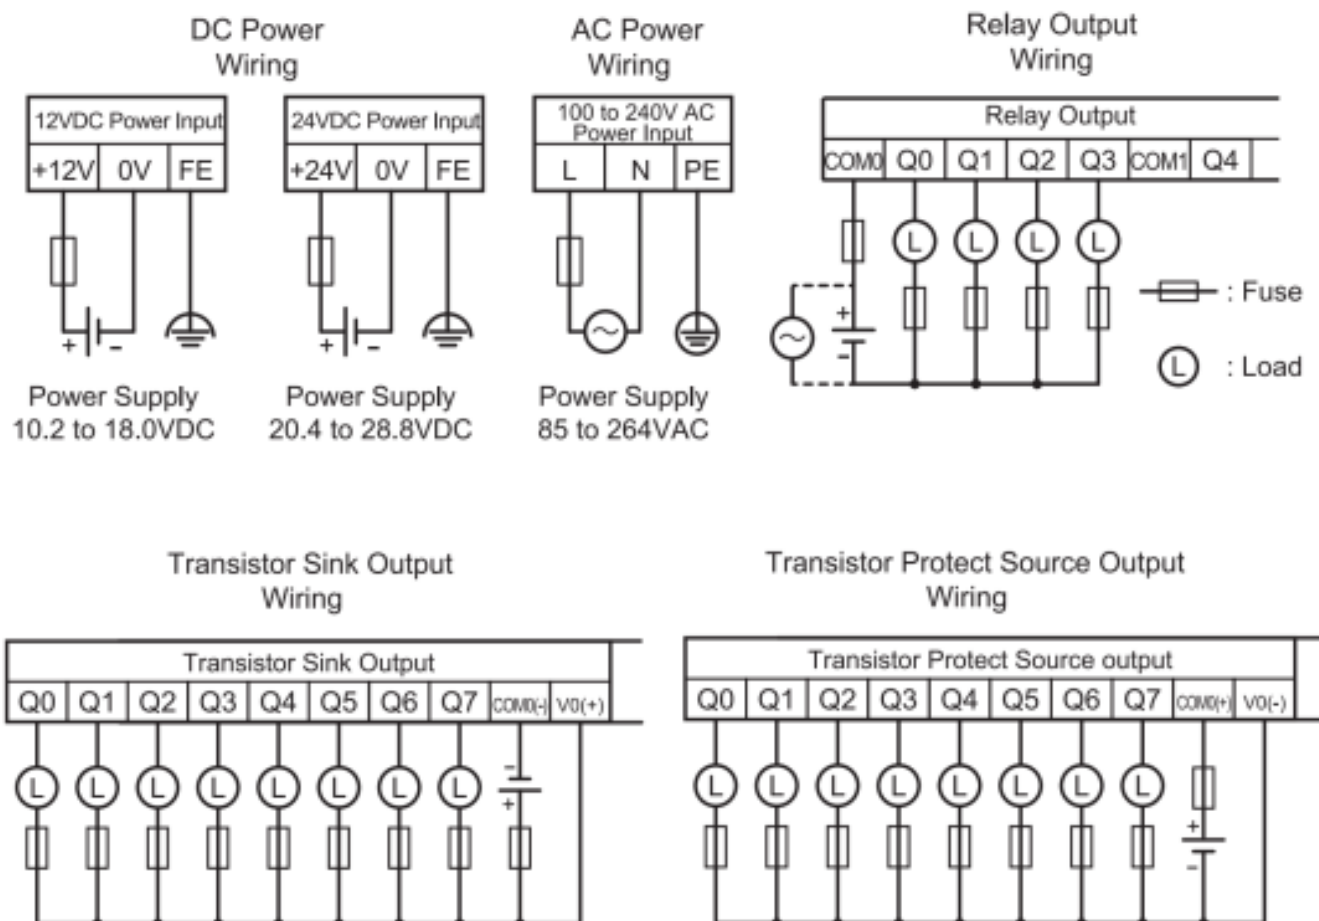 DC Power
Wiring
AC Power
Wiring
Relay Output
Wiring
12VDC Power Input
+12V 0V FE
24VDC Power Input
+24V 0V FE
100 to 240V AC
Power Input
L N PE
Relay Output
COM0 Q0 Q1 Q2 Q3 COM1 Q4
L L L L
: Fuse
+ -
+ -
+
-
L : Load
Power Supply
10.2 to 18.0VDC
Power Supply
20.4 to 28.8VDC
Power Supply
85 to 264VAC
Transistor Sink Output
Wiring
Transistor Sink Output
Q0 Q1 Q2 Q3 Q4 Q5 Q6 Q7 COM0(-) V0(+)
L L L L L L L L
-
+
Transistor Protect Source Output
Wiring
Transistor Protect Source output
Q0 Q1 Q2 Q3 Q4 Q5 Q6 Q7 COM0(+) V0(-)
L L L L L L L L
+
-